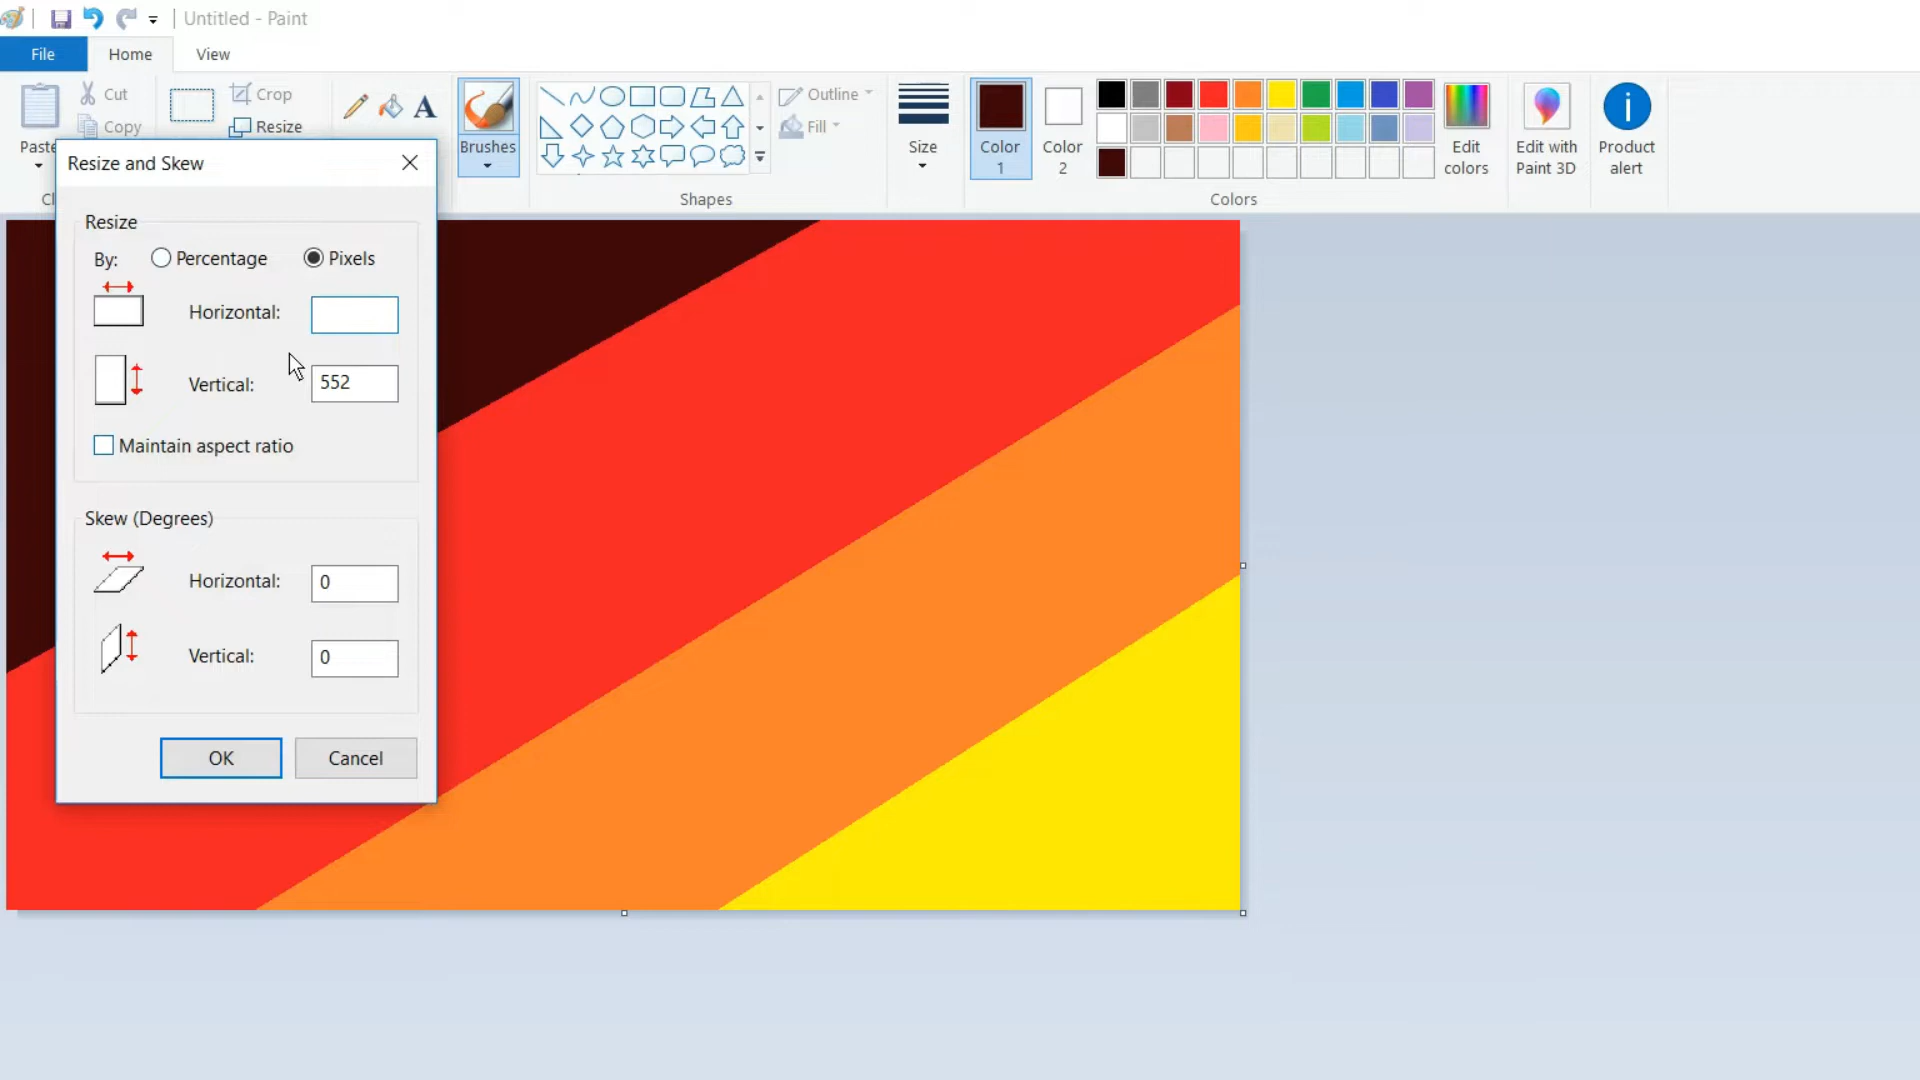 Untitled - Paint
File Home View
Paste
Cut
Copy
Crop
Resize
A
Brushes
Outline
Fill
Shapes
Size
Color 1
Color 2
Edit colors
Colors
Edit with Paint 3D
Product alert
Cl
Resize and Skew
Resize
By: Percentage Pixels
Horizontal:
Vertical: 552
Maintain aspect ratio
Skew (Degrees)
Horizontal: 0
Vertical: 0
OK Cancel